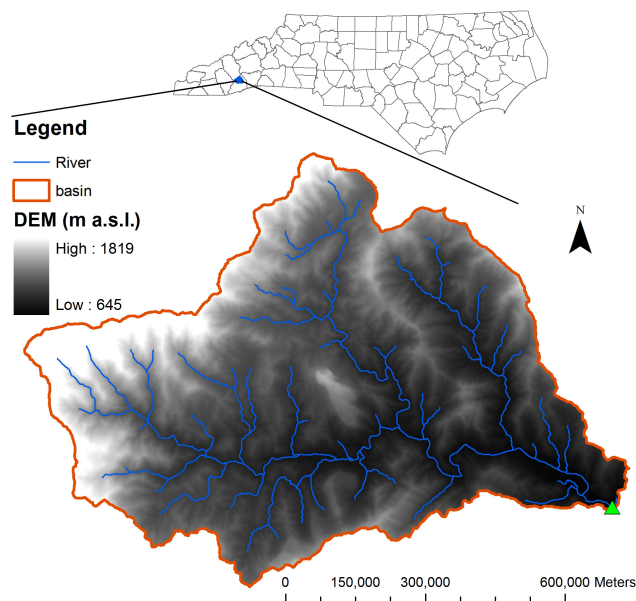 Legend
River
basin
DEM (m a.s.l.)
High : 1819
Low : 645
N
0 150,000 300,000 600,000 Meters